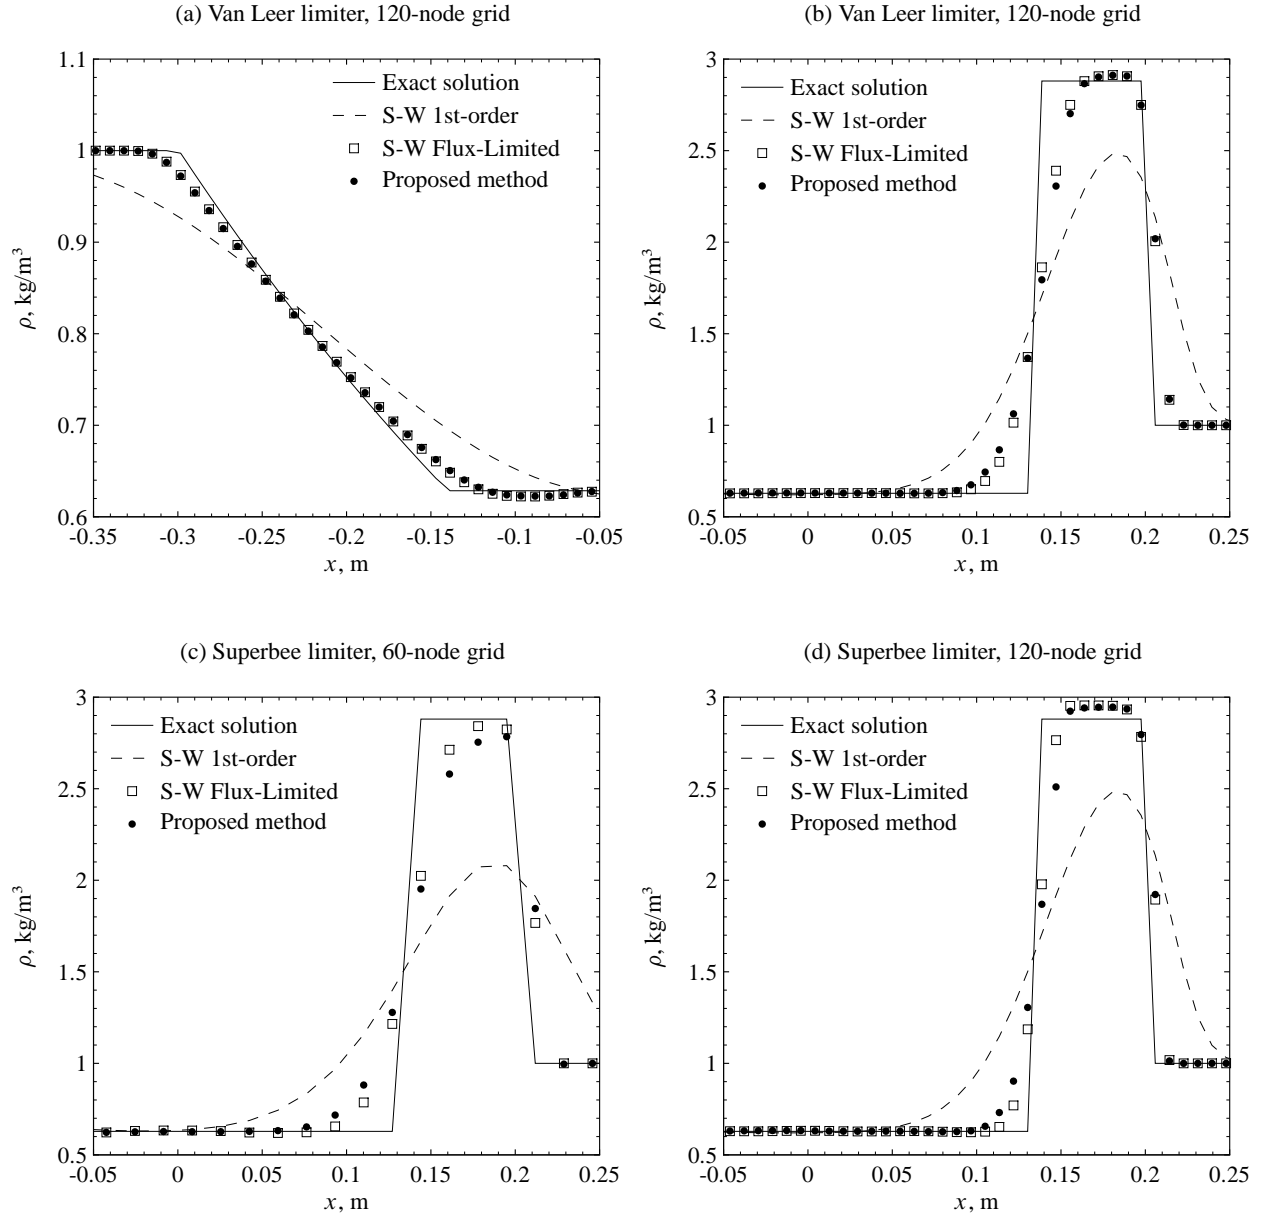 (a) Van Leer limiter, 120-node grid
1.1
1
0.9
0.8
0.7
0.6
ρ, kg/m³
Exact solution
S-W 1st-order
S-W Flux-Limited
Proposed method
-0.35
-0.3
-0.25
-0.2
-0.15
-0.1
-0.05
x, m
(b) Van Leer limiter, 120-node grid
3
2.5
2
1.5
1
0.5
ρ, kg/m³
Exact solution
S-W 1st-order
S-W Flux-Limited
Proposed method
-0.05
0
0.05
0.1
0.15
0.2
0.25
x, m
(c) Superbee limiter, 60-node grid
3
2.5
2
1.5
1
0.5
ρ, kg/m³
Exact solution
S-W 1st-order
S-W Flux-Limited
Proposed method
-0.05
0
0.05
0.1
0.15
0.2
0.25
x, m
(d) Superbee limiter, 120-node grid
3
2.5
2
1.5
1
0.5
ρ, kg/m³
Exact solution
S-W 1st-order
S-W Flux-Limited
Proposed method
-0.05
0
0.05
0.1
0.15
0.2
0.25
x, m